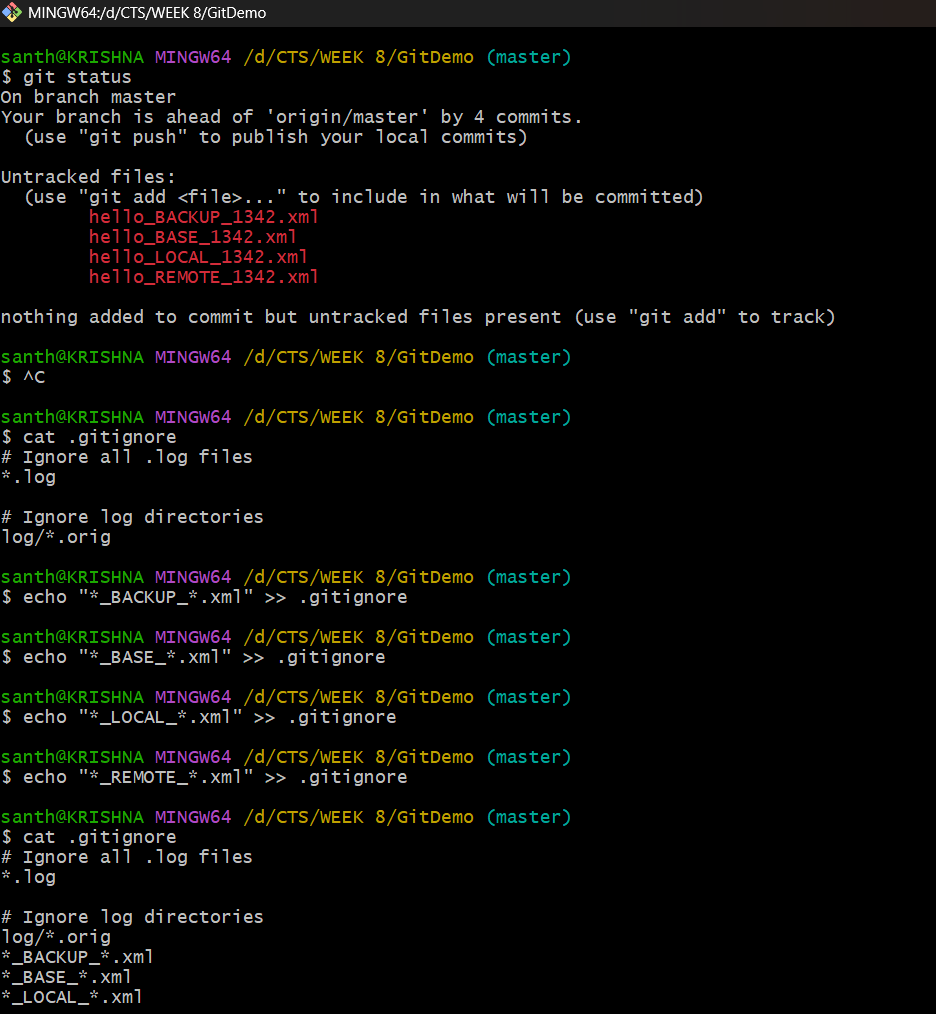 MINGW64:/d/CTS/WEEK 8/GitDemo
santh@KRISHNA MINGW64 /d/CTS/WEEK 8/GitDemo (master)
$ git status
On branch master
Your branch is ahead of 'origin/master' by 4 commits.
  (use "git push" to publish your local commits)

Untracked files:
  (use "git add <file>..." to include in what will be committed)
        hello_BACKUP_1342.xml
        hello_BASE_1342.xml
        hello_LOCAL_1342.xml
        hello_REMOTE_1342.xml

nothing added to commit but untracked files present (use "git add" to track)

santh@KRISHNA MINGW64 /d/CTS/WEEK 8/GitDemo (master)
$ ^C

santh@KRISHNA MINGW64 /d/CTS/WEEK 8/GitDemo (master)
$ cat .gitignore
# Ignore all .log files
*.log

# Ignore log directories
log/*.orig

santh@KRISHNA MINGW64 /d/CTS/WEEK 8/GitDemo (master)
$ echo "*_BACKUP_*.xml" >> .gitignore

santh@KRISHNA MINGW64 /d/CTS/WEEK 8/GitDemo (master)
$ echo "*_BASE_*.xml" >> .gitignore

santh@KRISHNA MINGW64 /d/CTS/WEEK 8/GitDemo (master)
$ echo "*_LOCAL_*.xml" >> .gitignore

santh@KRISHNA MINGW64 /d/CTS/WEEK 8/GitDemo (master)
$ echo "*_REMOTE_*.xml" >> .gitignore

santh@KRISHNA MINGW64 /d/CTS/WEEK 8/GitDemo (master)
$ cat .gitignore
# Ignore all .log files
*.log

# Ignore log directories
log/*.orig
*_BACKUP_*.xml
*_BASE_*.xml
*_LOCAL_*.xml